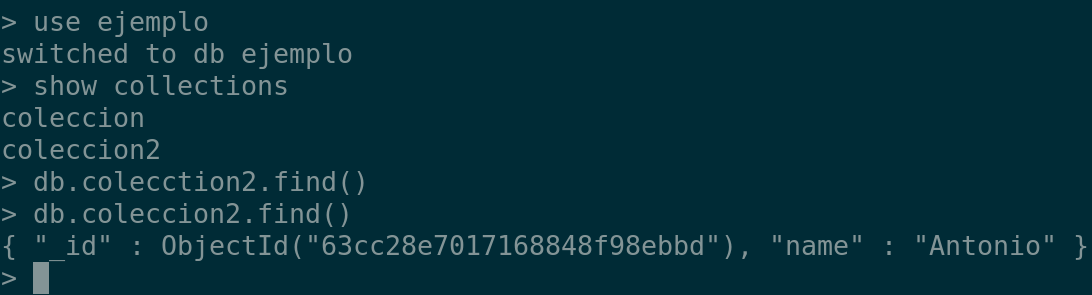 > use ejemplo
switched to db ejemplo
> show collections
coleccion
coleccion2
> db.colecction2.find()
> db.coleccion2.find()
{ "_id" : ObjectId("63cc28e7017168848f98ebbd"), "name" : "Antonio" }
>